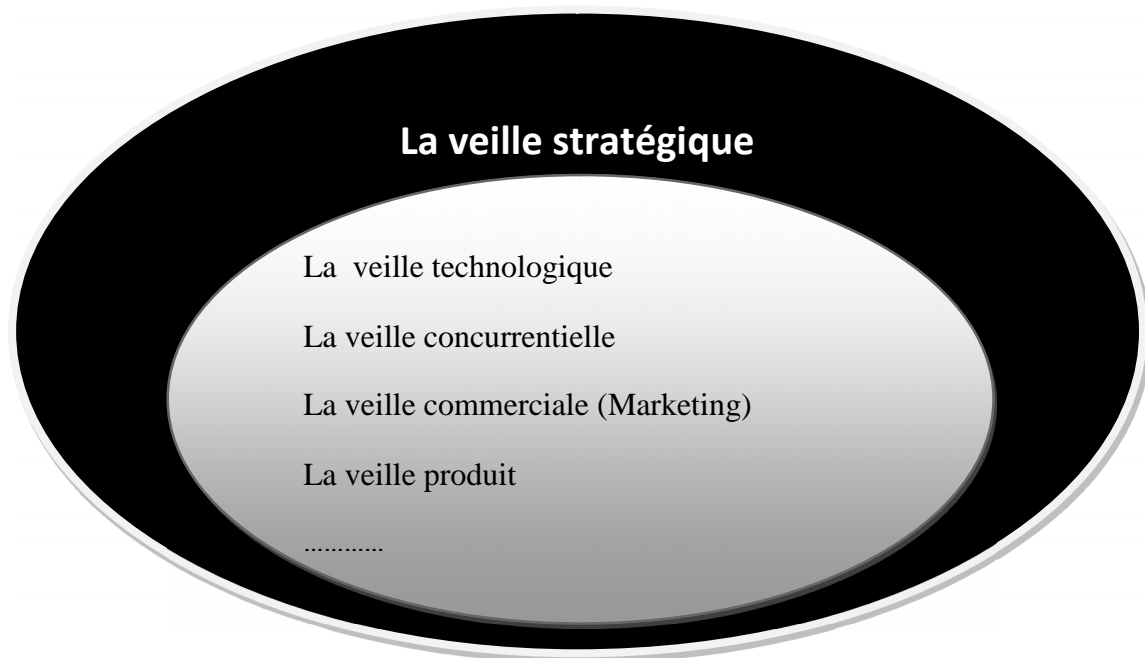 La veille stratégique
La  veille technologique
La veille concurrentielle
La veille commerciale (Marketing)
La veille produit
…………